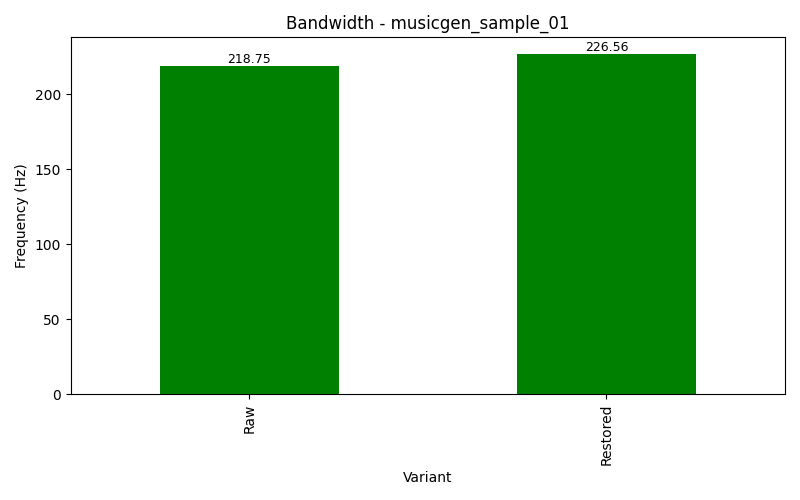 Bandwidth - musicgen_sample_01
218.75
226.56
200
150
100
50
0
Frequency (Hz)
Raw
Restored
Variant